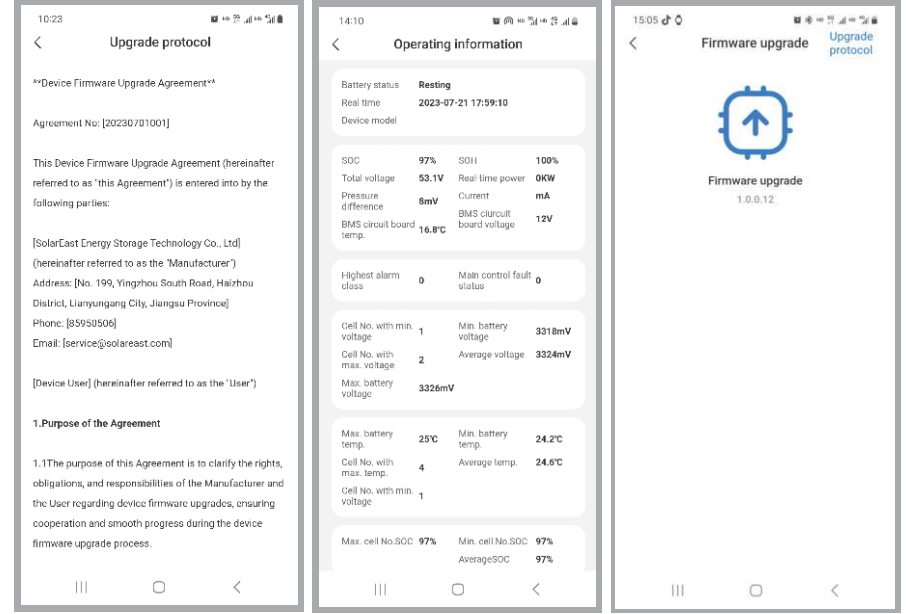 10:23
Upgrade protocol
**Device Firmware Upgrade Agreement**
Agreement No: [20230701001]
This Device Firmware Upgrade Agreement (hereinafter
referred to as "this Agreement") is entered into by the
following parties:
[SolarEast Energy Storage Technology Co., Ltd]
(hereinafter referred to as the "Manufacturer")
Address: [No. 199, Yingzhou South Road, Haizhou
District, Lianyungang City, Jiangsu Province]
Phone: [85950506]
Email: [service@solareast.com]
[Device User] (hereinafter referred to as the "User")
1.Purpose of the Agreement
1.1The purpose of this Agreement is to clarify the rights,
obligations, and responsibilities of the Manufacturer and
the User regarding device firmware upgrades, ensuring
cooperation and smooth progress during the device
firmware upgrade process.
14:10
Operating information
Battery status Resting
Real time 2023-07-21 17:59:10
Device model
SOC 97% SOH 100%
Total voltage 53.1V Real-time power 0KW
Pressure
difference 8mV Current mA
BMS circuit board
temp. 16.8℃ BMS ciurcuit
board voltage 12V
Highest alarm
class 0 Main control fault
status 0
Cell No. with min.
voltage 1 Min. battery
voltage 3318mV
Cell No. with
max. voltage 2 Average voltage 3324mV
Max. battery
voltage 3326mV
Max. battery
temp. 25℃ Min. battery
temp. 24.2℃
Cell No. with
max. temp. 4 Average temp. 24.6℃
Cell No. with min.
voltage 1
Max. cell No.SOC 97% Min. cell No.SOC 97%
AverageSOC 97%
15:05
Firmware upgrade
Upgrade
protocol
Firmware upgrade
1.0.0.12